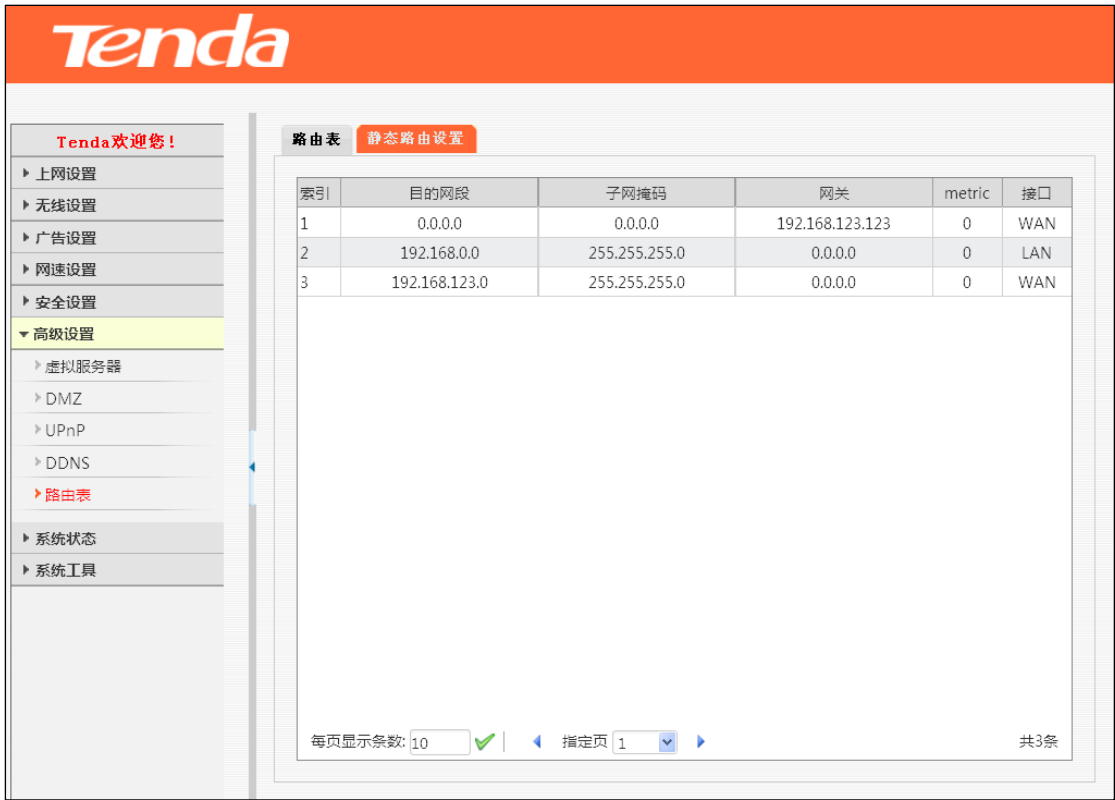 Tenda
Tenda欢迎您！
上网设置
无线设置
广告设置
网速设置
安全设置
高级设置
虚拟服务器
DMZ
UPnP
DDNS
路由表
系统状态
系统工具
路由表 静态路由设置
索引 目的网段 子网掩码 网关 metric 接口
1 0.0.0.0 0.0.0.0 192.168.123.123 0 WAN
2 192.168.0.0 255.255.255.0 0.0.0.0 0 LAN
3 192.168.123.0 255.255.255.0 0.0.0.0 0 WAN
每页显示条数: 10 指定页 1 共3条